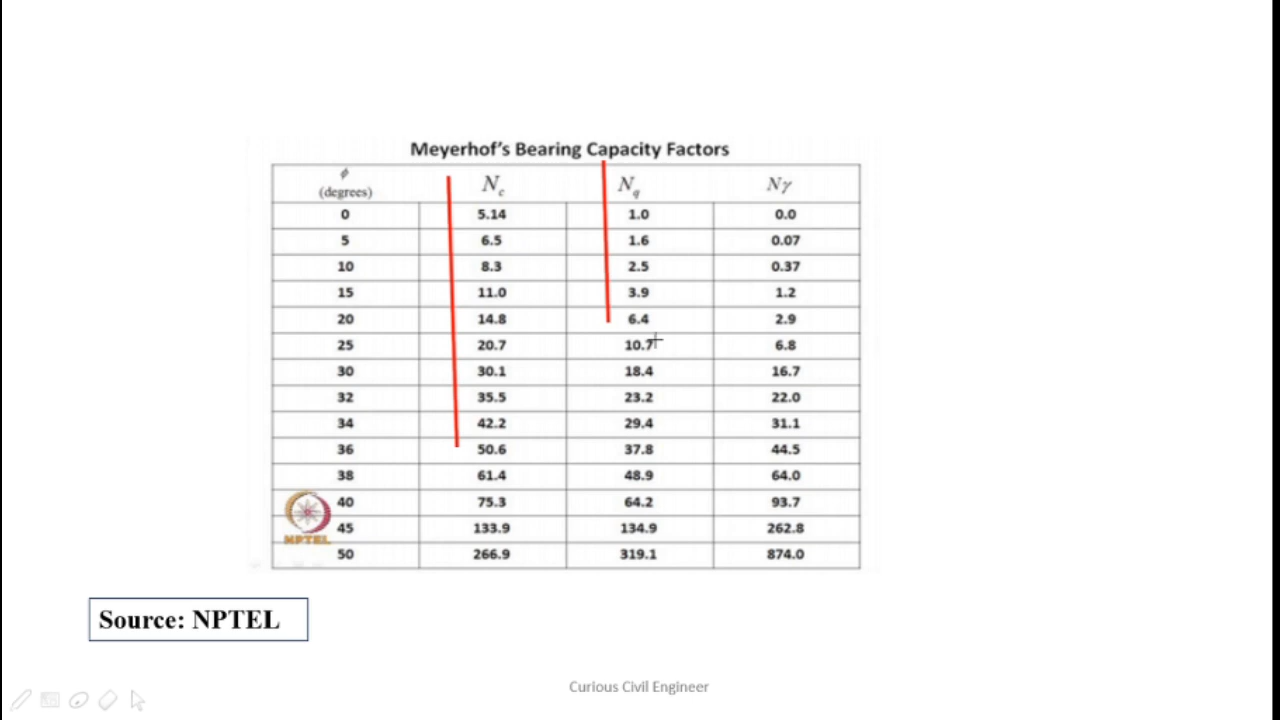 Meyerhof's Bearing Capacity Factors
ϕ (degrees) Nc Nq Nγ
0 5.14 1.0 0.0
5 6.5 1.6 0.07
10 8.3 2.5 0.37
15 11.0 3.9 1.2
20 14.8 6.4 2.9
25 20.7 10.7 6.8
30 30.1 18.4 16.7
32 35.5 23.2 22.0
34 42.2 29.4 31.1
36 50.6 37.8 44.5
38 61.4 48.9 64.0
40 75.3 64.2 93.7
45 133.9 134.9 262.8
NPTEL
50 266.9 319.1 874.0
Source: NPTEL
Curious Civil Engineer